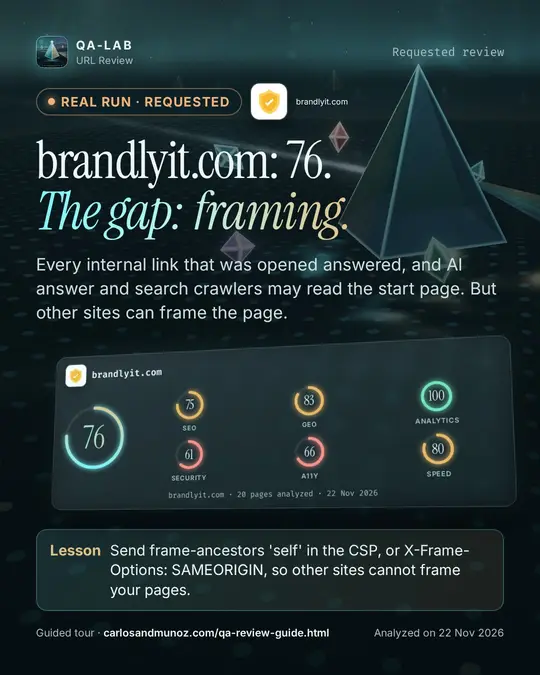 QA-LAB
URL Review
Requested review
REAL RUN · REQUESTED
brandlyit.com
brandlyit.com: 76.
The gap: framing.
Every internal link that was opened answered, and AI
answer and search crawlers may read the start page. But
other sites can frame the page.
brandlyit.com
76
75
SEO
83
GEO
100
ANALYTICS
61
SECURITY
66
A11Y
80
SPEED
brandlyit.com · 20 pages analyzed · 22 Nov 2026
Lesson
Send frame-ancestors 'self' in the CSP, or X-Frame-
Options: SAMEORIGIN, so other sites cannot frame
your pages.
Guided tour · carlosandmunoz.com/qa-review-guide.html
Analyzed on 22 Nov 2026